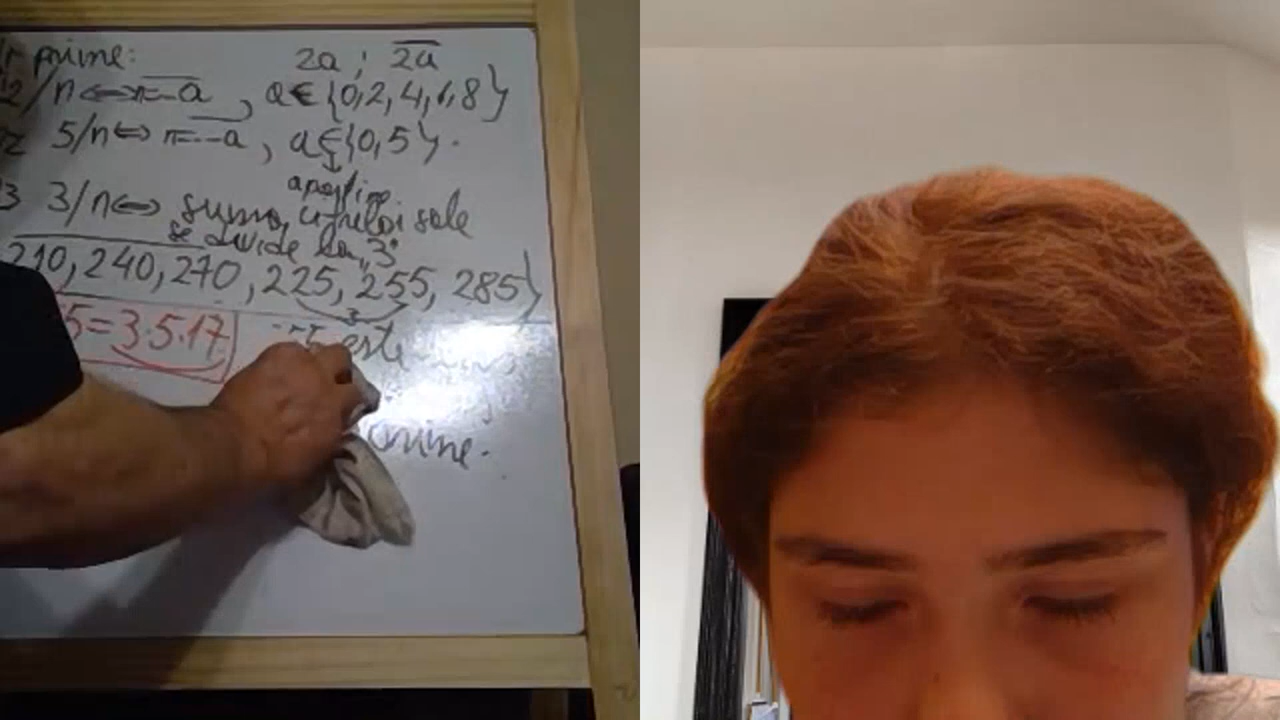 prime: 2a ; 2a
2/n ⇔ n=...a , a∈{0,2,4,6,8}
5/n ⇔ n=...a , a∈{0,5}.
aparține
3 3/n ⇔ suma cifrelor sale
se divide la „3"
210, 240, 270, 225, 255, 285}
5=3·5·17 este
prime.